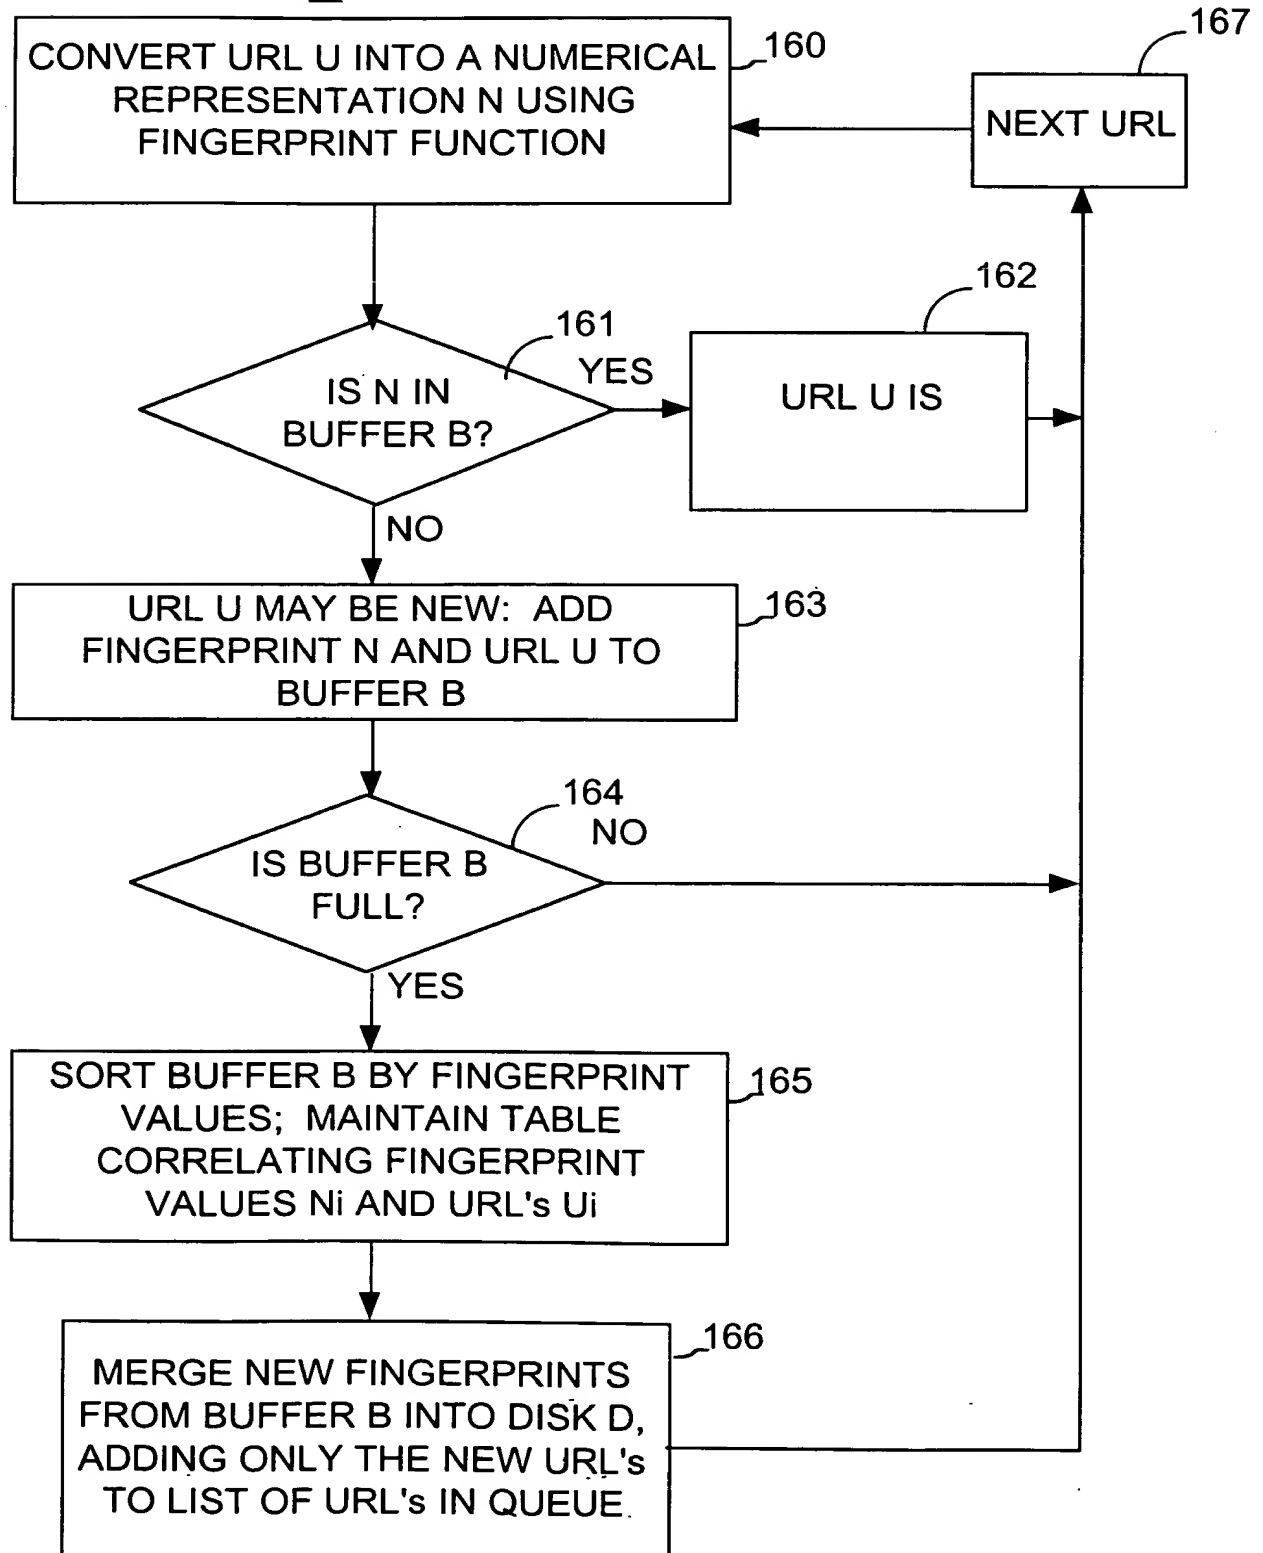 CONVERT URL U INTO A NUMERICAL
REPRESENTATION N USING
FINGERPRINT FUNCTION
160
167
NEXT URL
161
IS N IN
BUFFER B?
YES
162
URL U IS
NO
URL U MAY BE NEW: ADD
FINGERPRINT N AND URL U TO
BUFFER B
163
164
NO
IS BUFFER B
FULL?
YES
SORT BUFFER B BY FINGERPRINT
VALUES; MAINTAIN TABLE
CORRELATING FINGERPRINT
VALUES Ni AND URL's Ui
165
166
MERGE NEW FINGERPRINTS
FROM BUFFER B INTO DISK D,
ADDING ONLY THE NEW URL's
TO LIST OF URL's IN QUEUE.